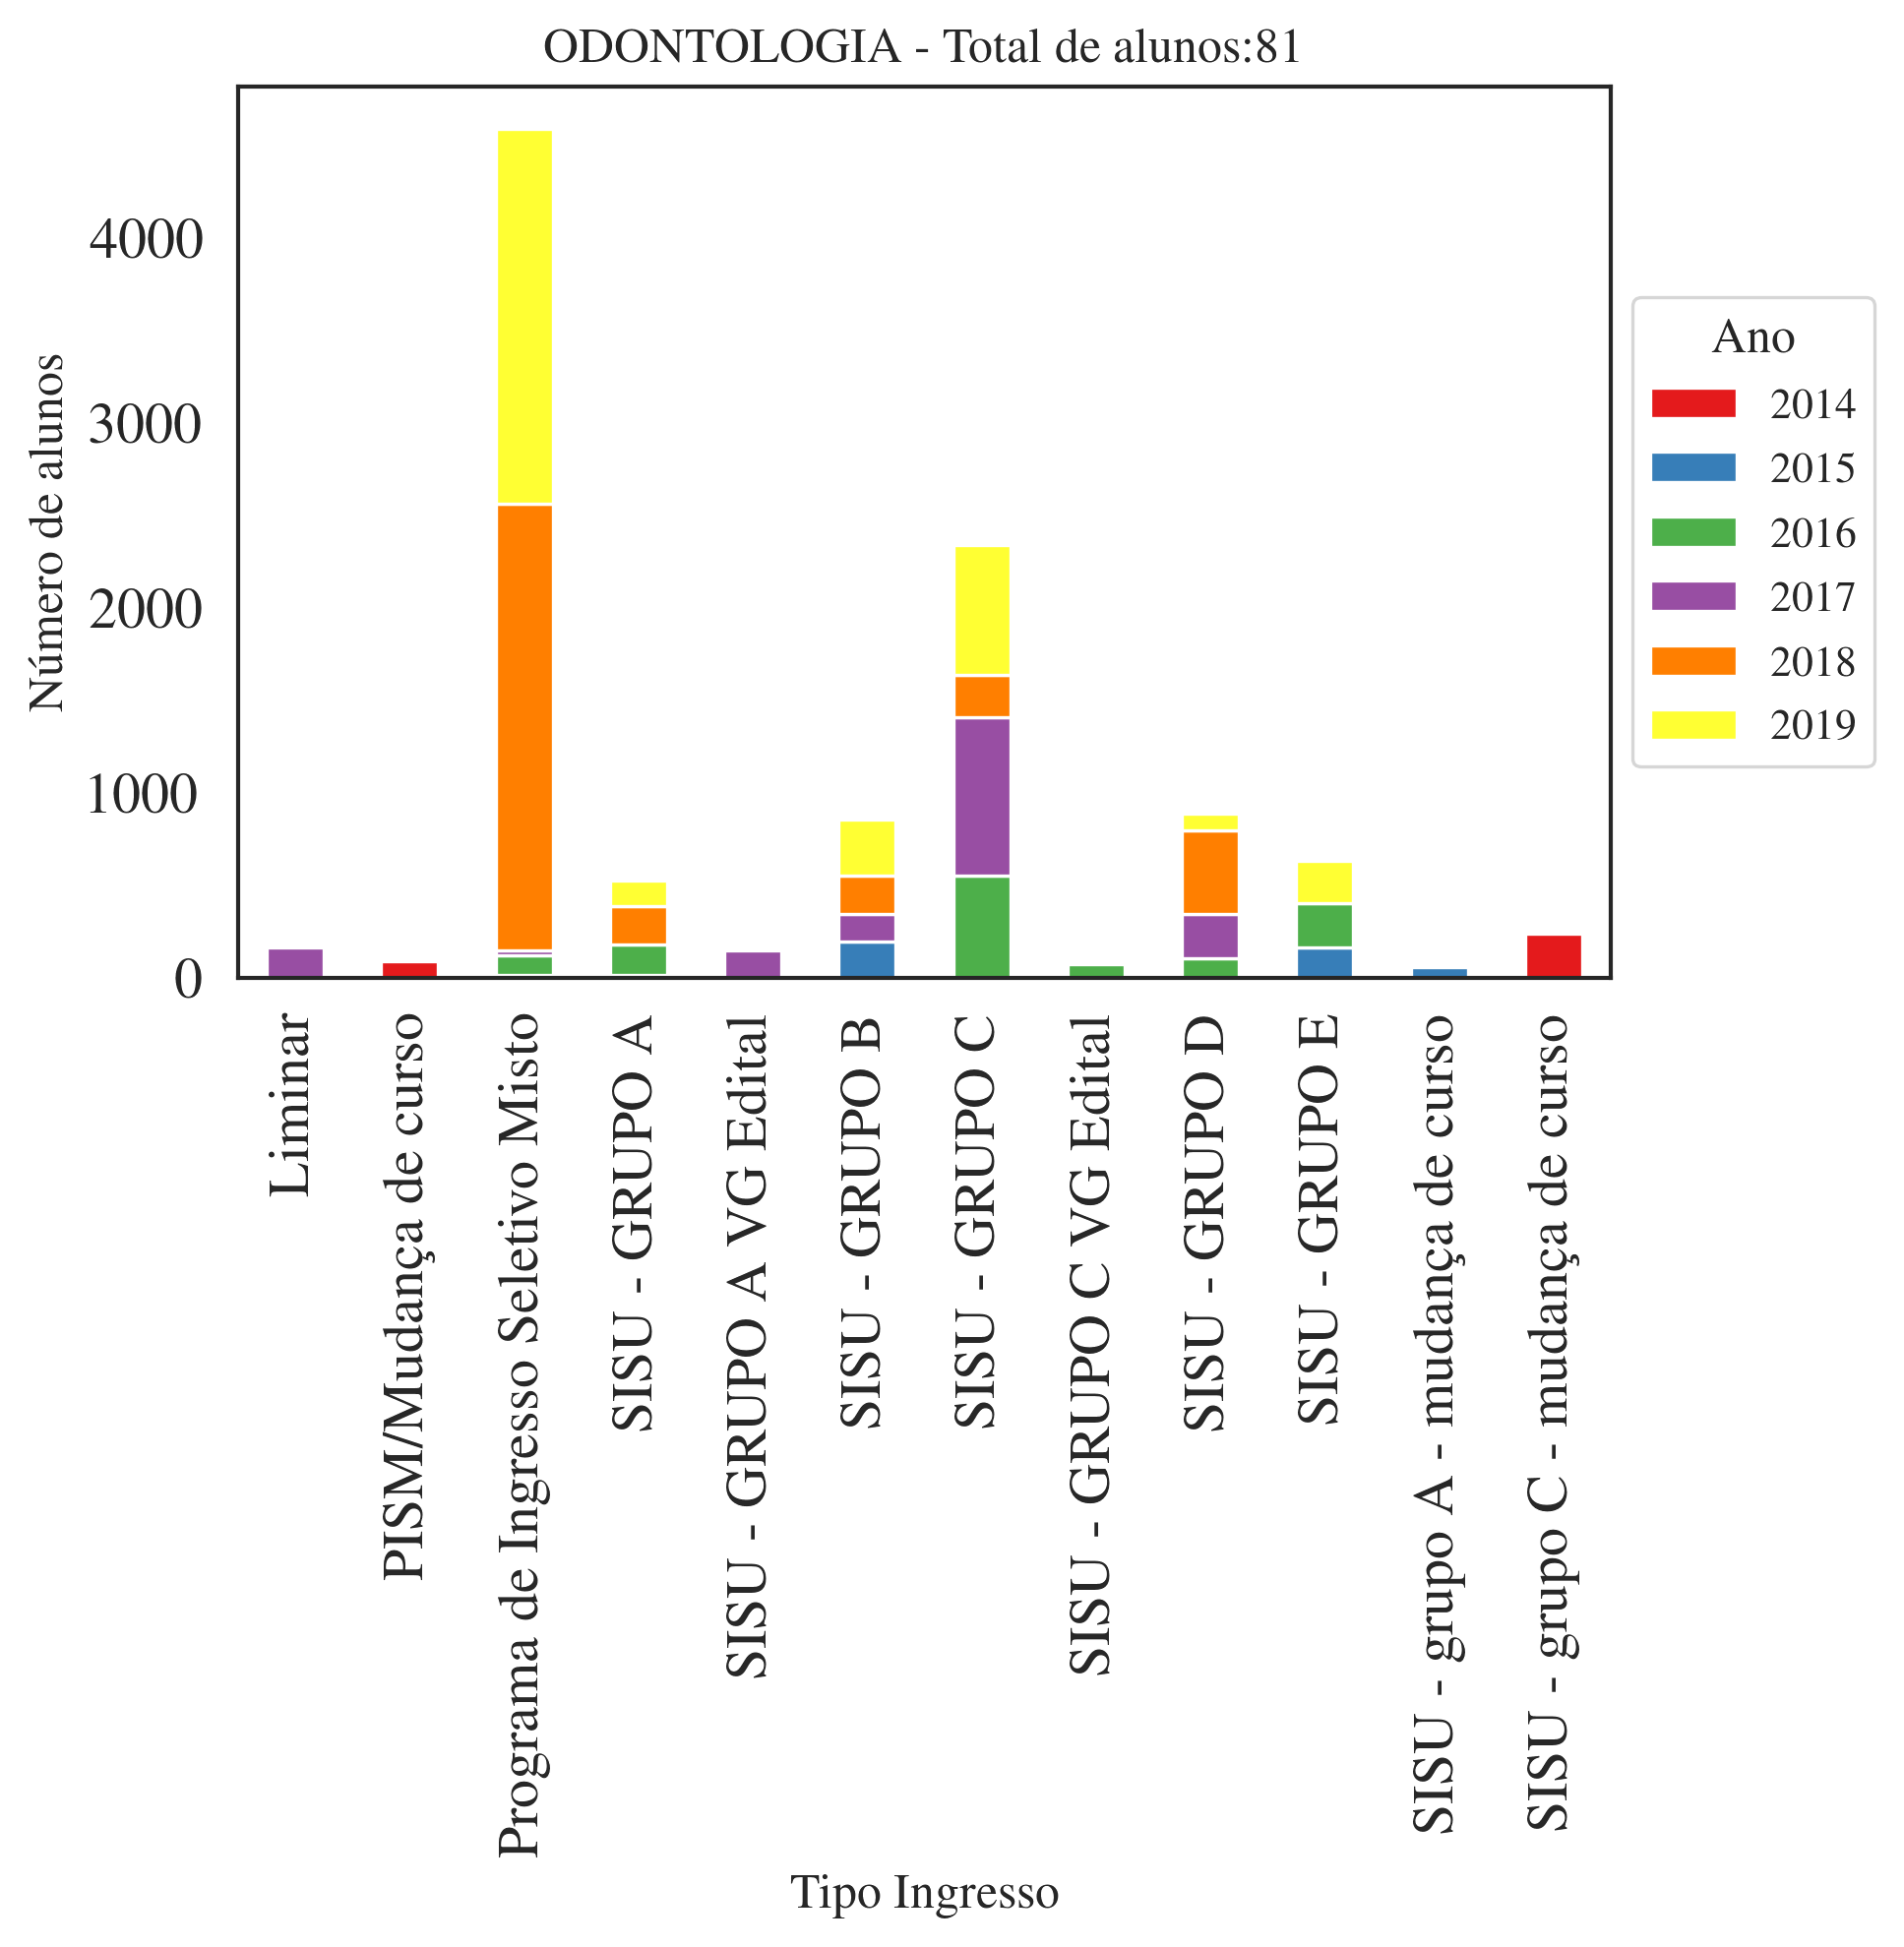 ODONTOLOGIA - Total de alunos:81
Número de alunos
4000
3000
2000
1000
0
Ano
2014
2015
2016
2017
2018
2019
Liminar
PISM/Mudança de curso
Programa de Ingresso Seletivo Misto
SISU - GRUPO A
SISU - GRUPO A VG Edital
SISU - GRUPO B
SISU - GRUPO C
SISU - GRUPO C VG Edital
SISU - GRUPO D
SISU - GRUPO E
SISU - grupo A - mudança de curso
SISU - grupo C - mudança de curso
Tipo Ingresso